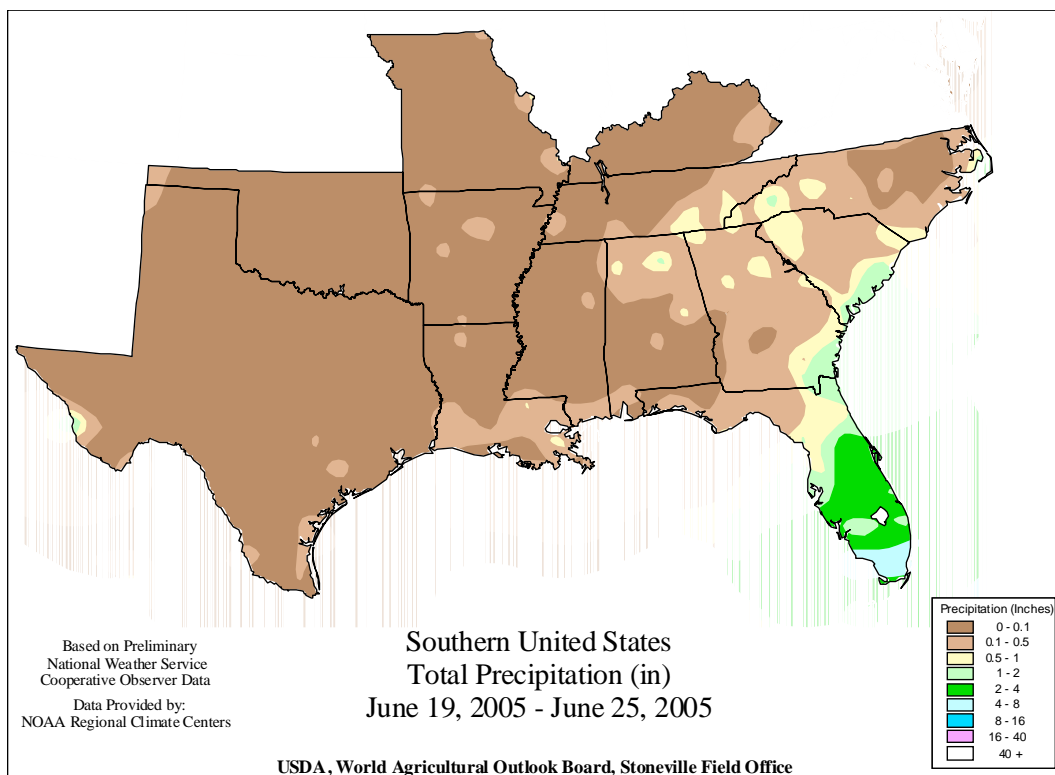 Precipitation (Inches)
0 - 0.1
0.1 - 0.5
0.5 - 1
1 - 2
2 - 4
4 - 8
8 - 16
16 - 40
40 +
Based on Preliminary
National Weather Service
Cooperative Observer Data
Data Provided by:
NOAA Regional Climate Centers
Southern United States
Total Precipitation (in)
June 19, 2005 - June 25, 2005
USDA, World Agricultural Outlook Board, Stoneville Field Office